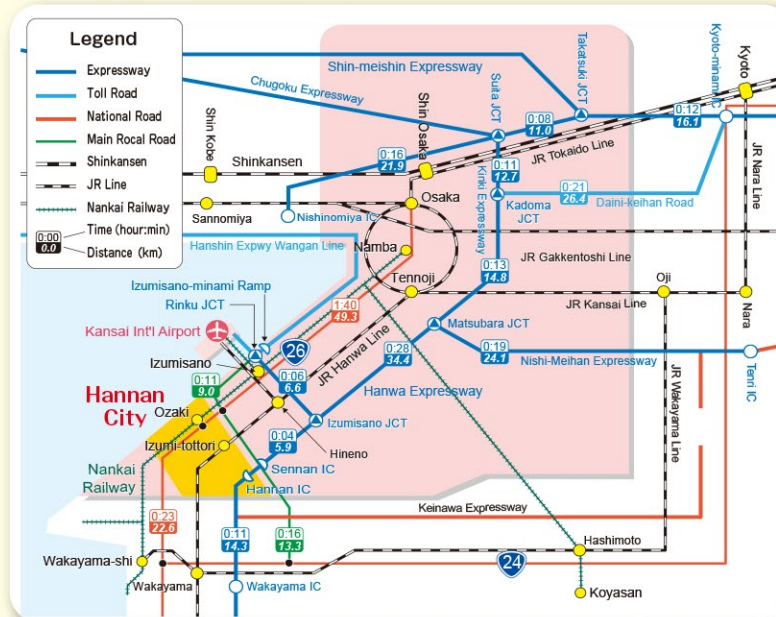 Legend
Expressway
Toll Road
National Road
Main Rocal Road
Shinkansen
JR Line
Nankai Railway
0:00 Time (hour:min)
0.0 Distance (km)
Shin-meishin Expressway
Chugoku Expressway
Suita JCT
Takatsuki JCT
Kyoto-minami IC
Kyoto
0:08
11.0
0:12
16.1
Shin Kobe
Shinkansen
Shin Osaka
0:16
21.9
JR Tokaido Line
0:11
12.7
JR Nara Line
Osaka
Sannomiya
Nishinomiya IC
Kinki Expressway
Kadoma JCT
0:21
26.4
Daini-keihan Road
Hanshin Expwy Wangan Line
Namba
0:13
14.8
JR Gakkentoshi Line
Izumisano-minami Ramp
Rinku JCT
Tennoji
Oji
JR Kansai Line
Nara
1:40
49.3
Kansai Int'l Airport
Matsubara JCT
26
JR Hanwa Line
Izumisano
0:28
34.4
0:19
24.1
Nishi-Meihan Expressway
Tenri IC
0:11
9.0
0:06
6.6
Hanwa Expressway
JR Wakayama Line
Hannan City
Ozaki
Izumisano JCT
Izumi-tottori
0:04
5.9
Hineno
Sennan IC
Nankai Railway
Hannan IC
Keinawa Expressway
0:23
22.6
0:11
14.3
0:16
13.3
Hashimoto
Wakayama-shi
24
Wakayama
Wakayama IC
Koyasan